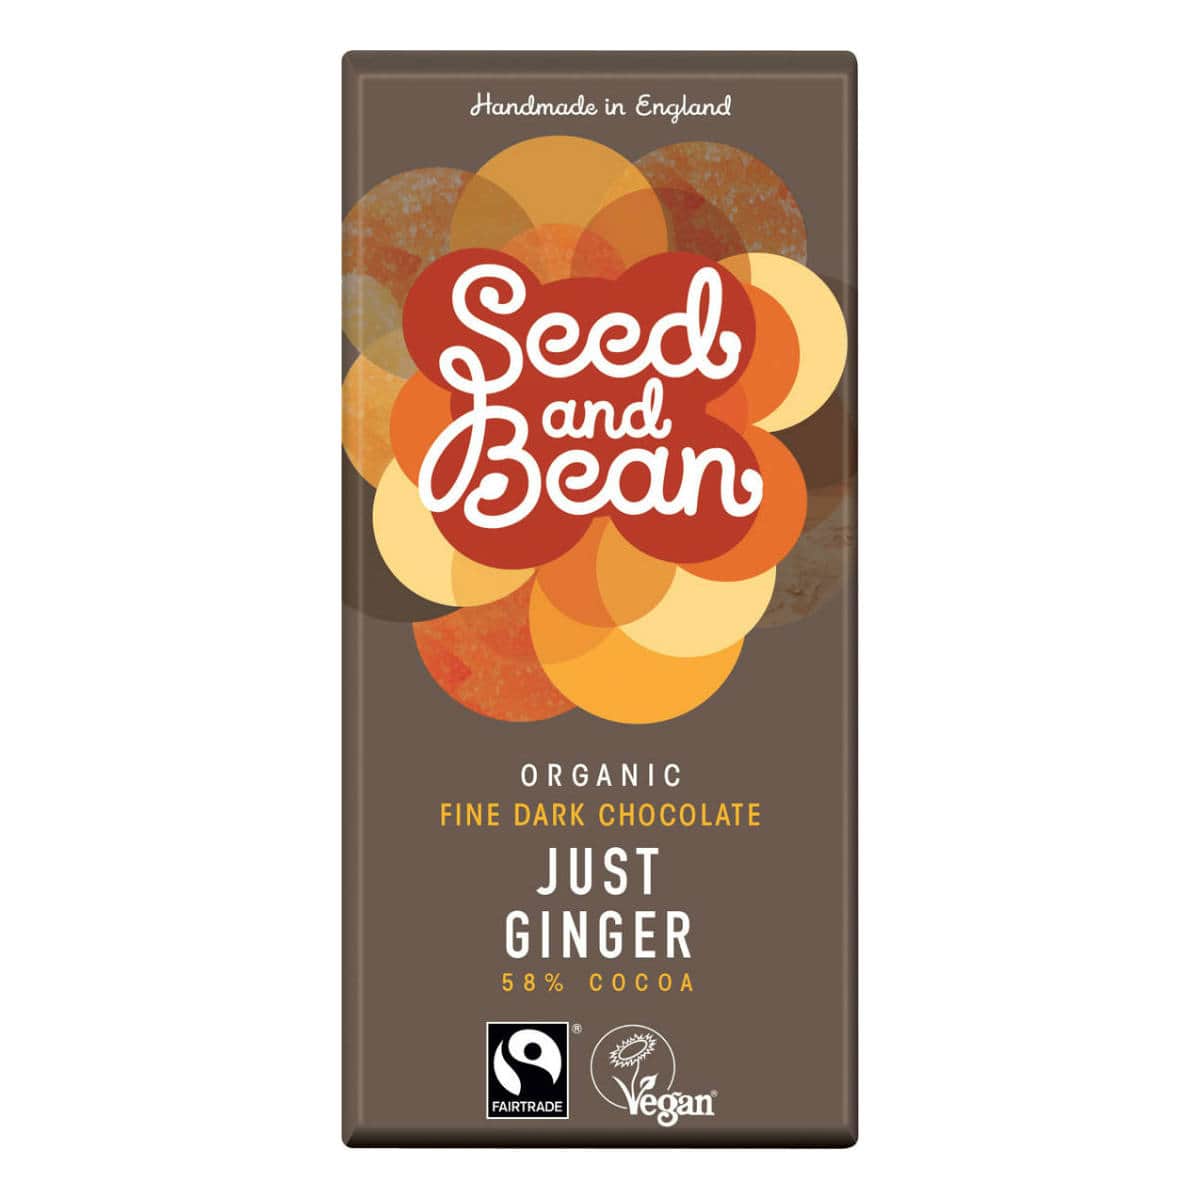 Handmade in England
Seed
and
Bean
ORGANIC
FINE DARK CHOCOLATE
JUST
GINGER
58% COCOA
FAIRTRADE
®
Vegan®